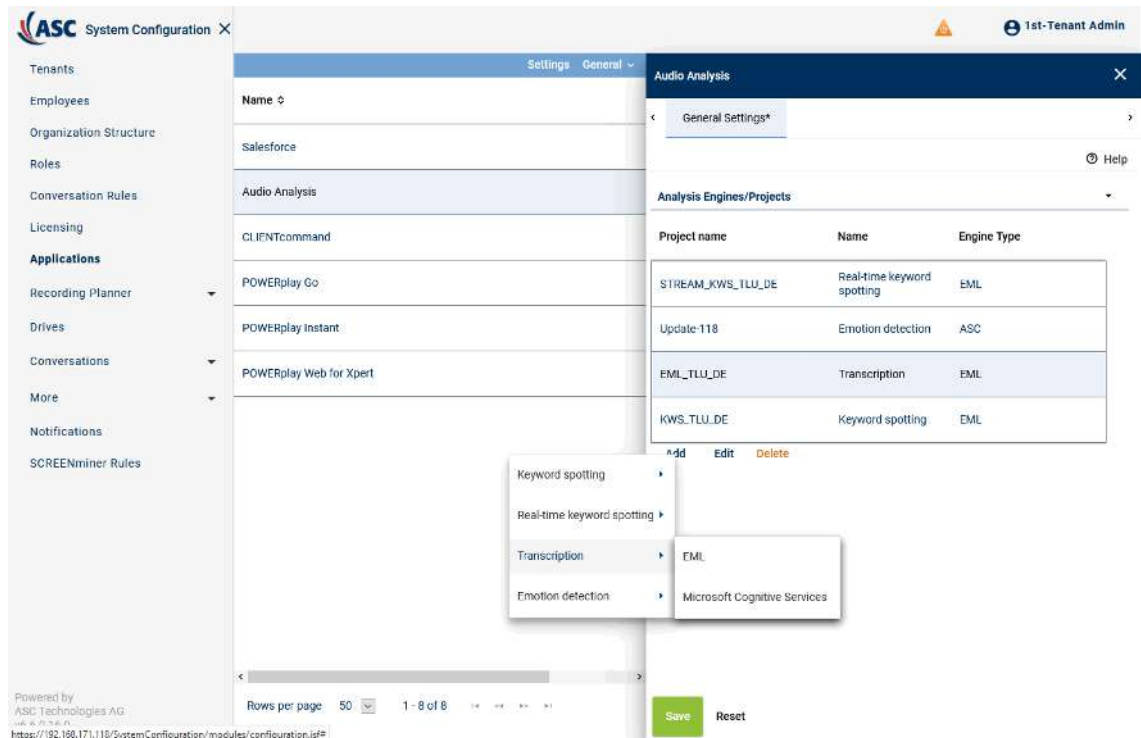 ASC System Configuration X
1st-Tenant Admin
Tenants
Employees
Organization Structure
Roles
Conversation Rules
Licensing
Applications
Recording Planner
Drives
Conversations
More
Notifications
SCREENminer Rules
Powered by
ASC Technologies AG
https://192.168.171.118/SystemConfiguration/modules/configuration.jsf#
Settings General
Name
Salesforce
Audio Analysis
CLIENTcommand
POWERplay Go
POWERplay Instant
POWERplay Web for Xpert
Rows per page 50 1 - 8 of 8
Audio Analysis
General Settings*
Help
Analysis Engines/Projects
Project name Name Engine Type
STREAM_KWS_TLU_DE Real-time keyword spotting EML
Update-118 Emotion detection ASC
EML_TLU_DE Transcription EML
KWS_TLU_DE Keyword spotting EML
Add Edit Delete
Keyword spotting
Real-time keyword spotting
Transcription
Emotion detection
EML
Microsoft Cognitive Services
Save Reset